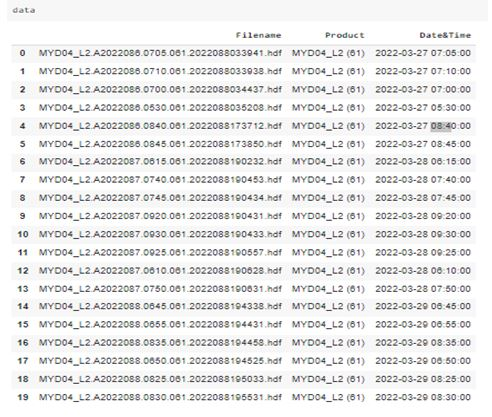 data
Filename Product Date&Time
0 MYD04_L2.A2022086.0705.061.2022088033941.hdf MYD04_L2 (61) 2022-03-27 07:05:00
1 MYD04_L2.A2022086.0710.061.2022088033938.hdf MYD04_L2 (61) 2022-03-27 07:10:00
2 MYD04_L2.A2022086.0700.061.2022088034437.hdf MYD04_L2 (61) 2022-03-27 07:00:00
3 MYD04_L2.A2022086.0530.061.2022088035208.hdf MYD04_L2 (61) 2022-03-27 05:30:00
4 MYD04_L2.A2022086.0840.061.2022088173712.hdf MYD04_L2 (61) 2022-03-27 08:40:00
5 MYD04_L2.A2022086.0845.061.2022088173850.hdf MYD04_L2 (61) 2022-03-27 08:45:00
6 MYD04_L2.A2022087.0615.061.2022088190232.hdf MYD04_L2 (61) 2022-03-28 06:15:00
7 MYD04_L2.A2022087.0740.061.2022088190453.hdf MYD04_L2 (61) 2022-03-28 07:40:00
8 MYD04_L2.A2022087.0745.061.2022088190434.hdf MYD04_L2 (61) 2022-03-28 07:45:00
9 MYD04_L2.A2022087.0920.061.2022088190431.hdf MYD04_L2 (61) 2022-03-28 09:20:00
10 MYD04_L2.A2022087.0930.061.2022088190433.hdf MYD04_L2 (61) 2022-03-28 09:30:00
11 MYD04_L2.A2022087.0925.061.2022088190557.hdf MYD04_L2 (61) 2022-03-28 09:25:00
12 MYD04_L2.A2022087.0610.061.2022088190628.hdf MYD04_L2 (61) 2022-03-28 06:10:00
13 MYD04_L2.A2022087.0750.061.2022088190631.hdf MYD04_L2 (61) 2022-03-28 07:50:00
14 MYD04_L2.A2022088.0645.061.2022088194338.hdf MYD04_L2 (61) 2022-03-29 06:45:00
15 MYD04_L2.A2022088.0655.061.2022088194431.hdf MYD04_L2 (61) 2022-03-29 06:55:00
16 MYD04_L2.A2022088.0835.061.2022088194458.hdf MYD04_L2 (61) 2022-03-29 08:35:00
17 MYD04_L2.A2022088.0650.061.2022088194525.hdf MYD04_L2 (61) 2022-03-29 06:50:00
18 MYD04_L2.A2022088.0825.061.2022088195033.hdf MYD04_L2 (61) 2022-03-29 08:25:00
19 MYD04_L2.A2022088.0830.061.2022088195531.hdf MYD04_L2 (61) 2022-03-29 08:30:00